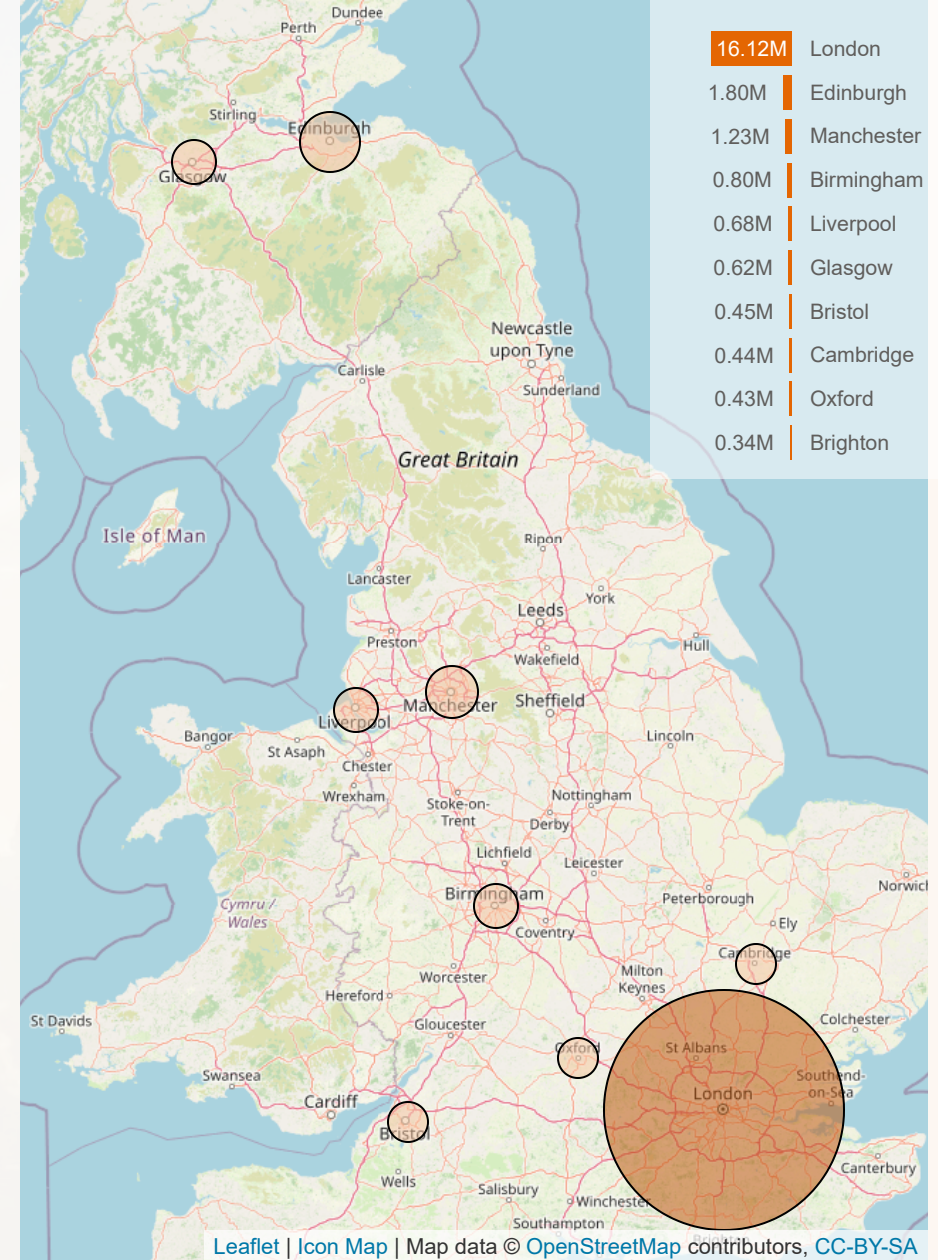 16.12M London
1.80M Edinburgh
1.23M Manchester
0.80M Birmingham
0.68M Liverpool
0.62M Glasgow
0.45M Bristol
0.44M Cambridge
0.43M Oxford
0.34M Brighton
Dundee
Perth
Stirling
Edinburgh
Glasgow
Newcastle
upon Tyne
Carlisle
Sunderland
Great Britain
Isle of Man
Ripon
Lancaster
York
Leeds
Preston
Hull
Wakefield
Manchester
Sheffield
Liverpool
Bangor
St Asaph
Lincoln
Chester
Wrexham
Nottingham
Stoke-on-
Trent
Derby
Lichfield
Leicester
Norwich
Birmingham
Peterborough
Cymru /
Wales
Ely
Coventry
Cambridge
Worcester
Milton
Keynes
Hereford
St Davids
Gloucester
Colchester
Oxford
St Albans
Swansea
Southend-
on-Sea
London
Cardiff
Bristol
Canterbury
Wells
Salisbury
Winchester
Southampton
Brighton
Leaflet | Icon Map | Map data © OpenStreetMap contributors, CC-BY-SA